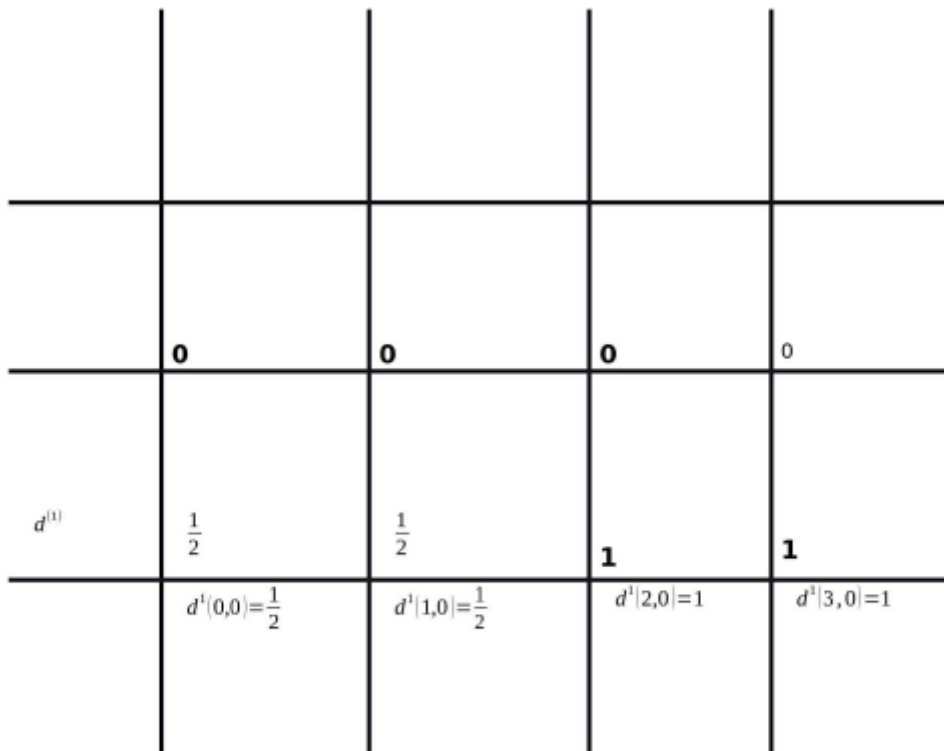 0 0 0 0
d^(1) 1/2 1/2 1 1
d^1(0,0)=1/2 d^1(1,0)=1/2 d^1(2,0)=1 d^1(3,0)=1